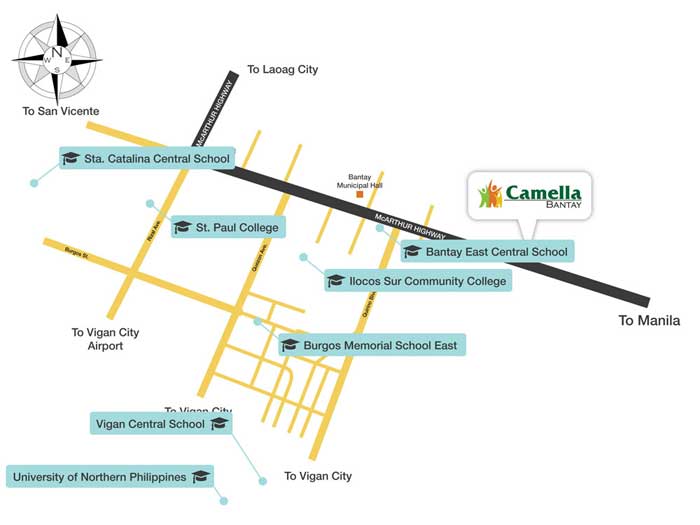 N
W E
S
To San Vicente
To Laoag City
McARTHUR HIGHWAY
Sta. Catalina Central School
Bantay
Municipal Hall
Camella
BANTAY
McARTHUR HIGHWAY
St. Paul College
Rizal Ave.
Quezon Ave.
Burgos St.
Bantay East Central School
Ilocos Sur Community College
Quirino Blvd
To Manila
To Vigan City
Airport
Burgos Memorial School East
To Vigan City
Vigan Central School
To Vigan City
University of Northern Philippines